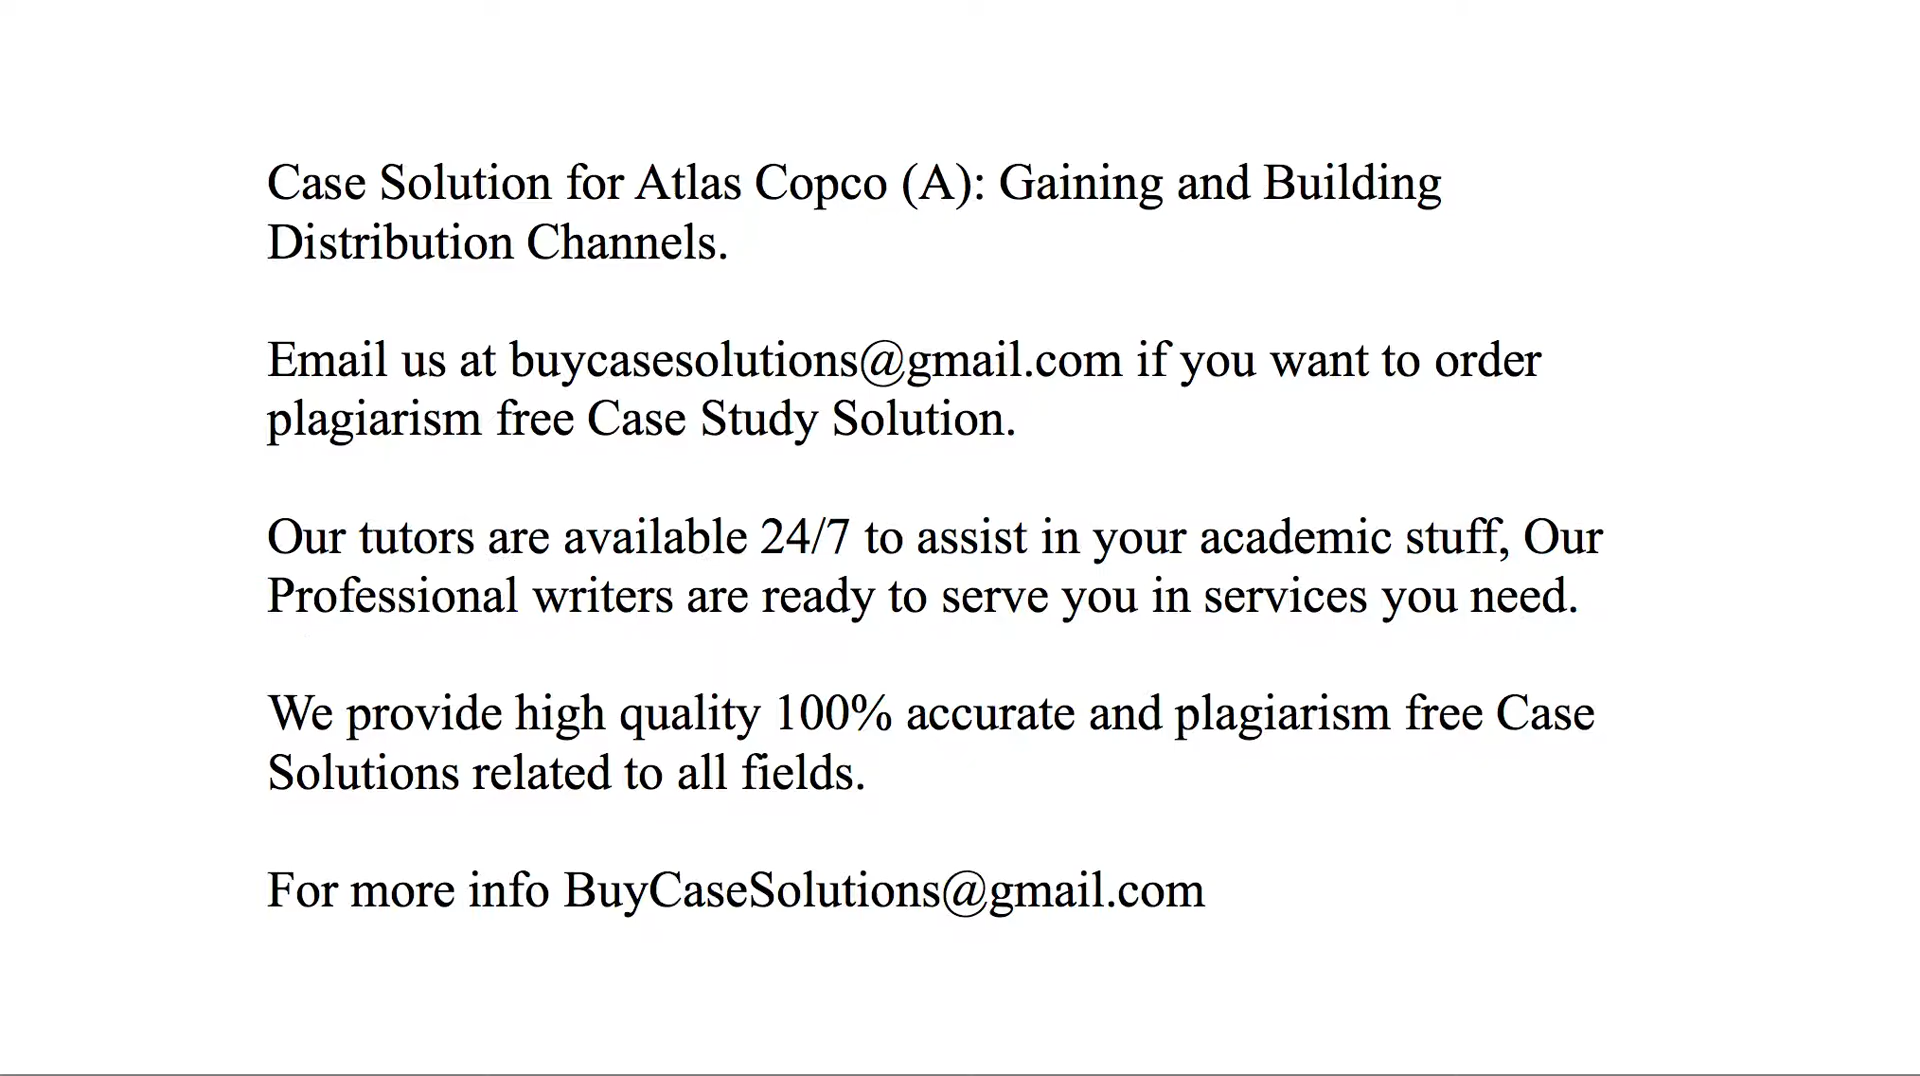 Case Solution for Atlas Copco (A): Gaining and Building
Distribution Channels.
Email us at buycasesolutions@gmail.com if you want to order
plagiarism free Case Study Solution.
Our tutors are available 24/7 to assist in your academic stuff, Our
Professional writers are ready to serve you in services you need.
We provide high quality 100% accurate and plagiarism free Case
Solutions related to all fields.
For more info BuyCaseSolutions@gmail.com